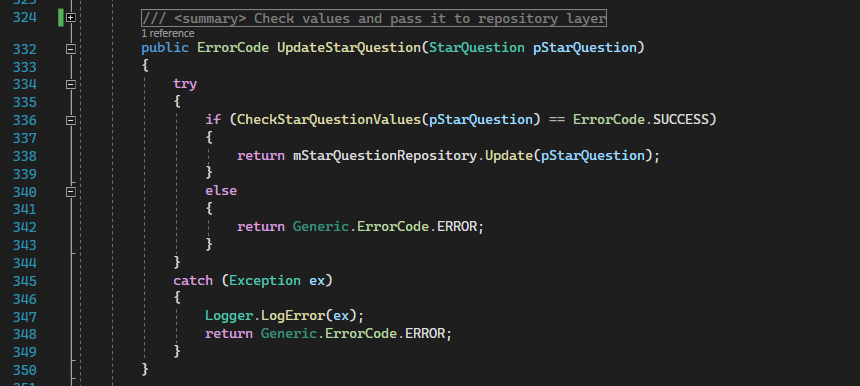 324 /// <summary> Check values and pass it to repository layer
1 reference
332 public ErrorCode UpdateStarQuestion(StarQuestion pStarQuestion)
333 {
334 try
335 {
336 if (CheckStarQuestionValues(pStarQuestion) == ErrorCode.SUCCESS)
337 {
338 return mStarQuestionRepository.Update(pStarQuestion);
339 }
340 else
341 {
342 return Generic.ErrorCode.ERROR;
343 }
344 }
345 catch (Exception ex)
346 {
347 Logger.LogError(ex);
348 return Generic.ErrorCode.ERROR;
349 }
350 }